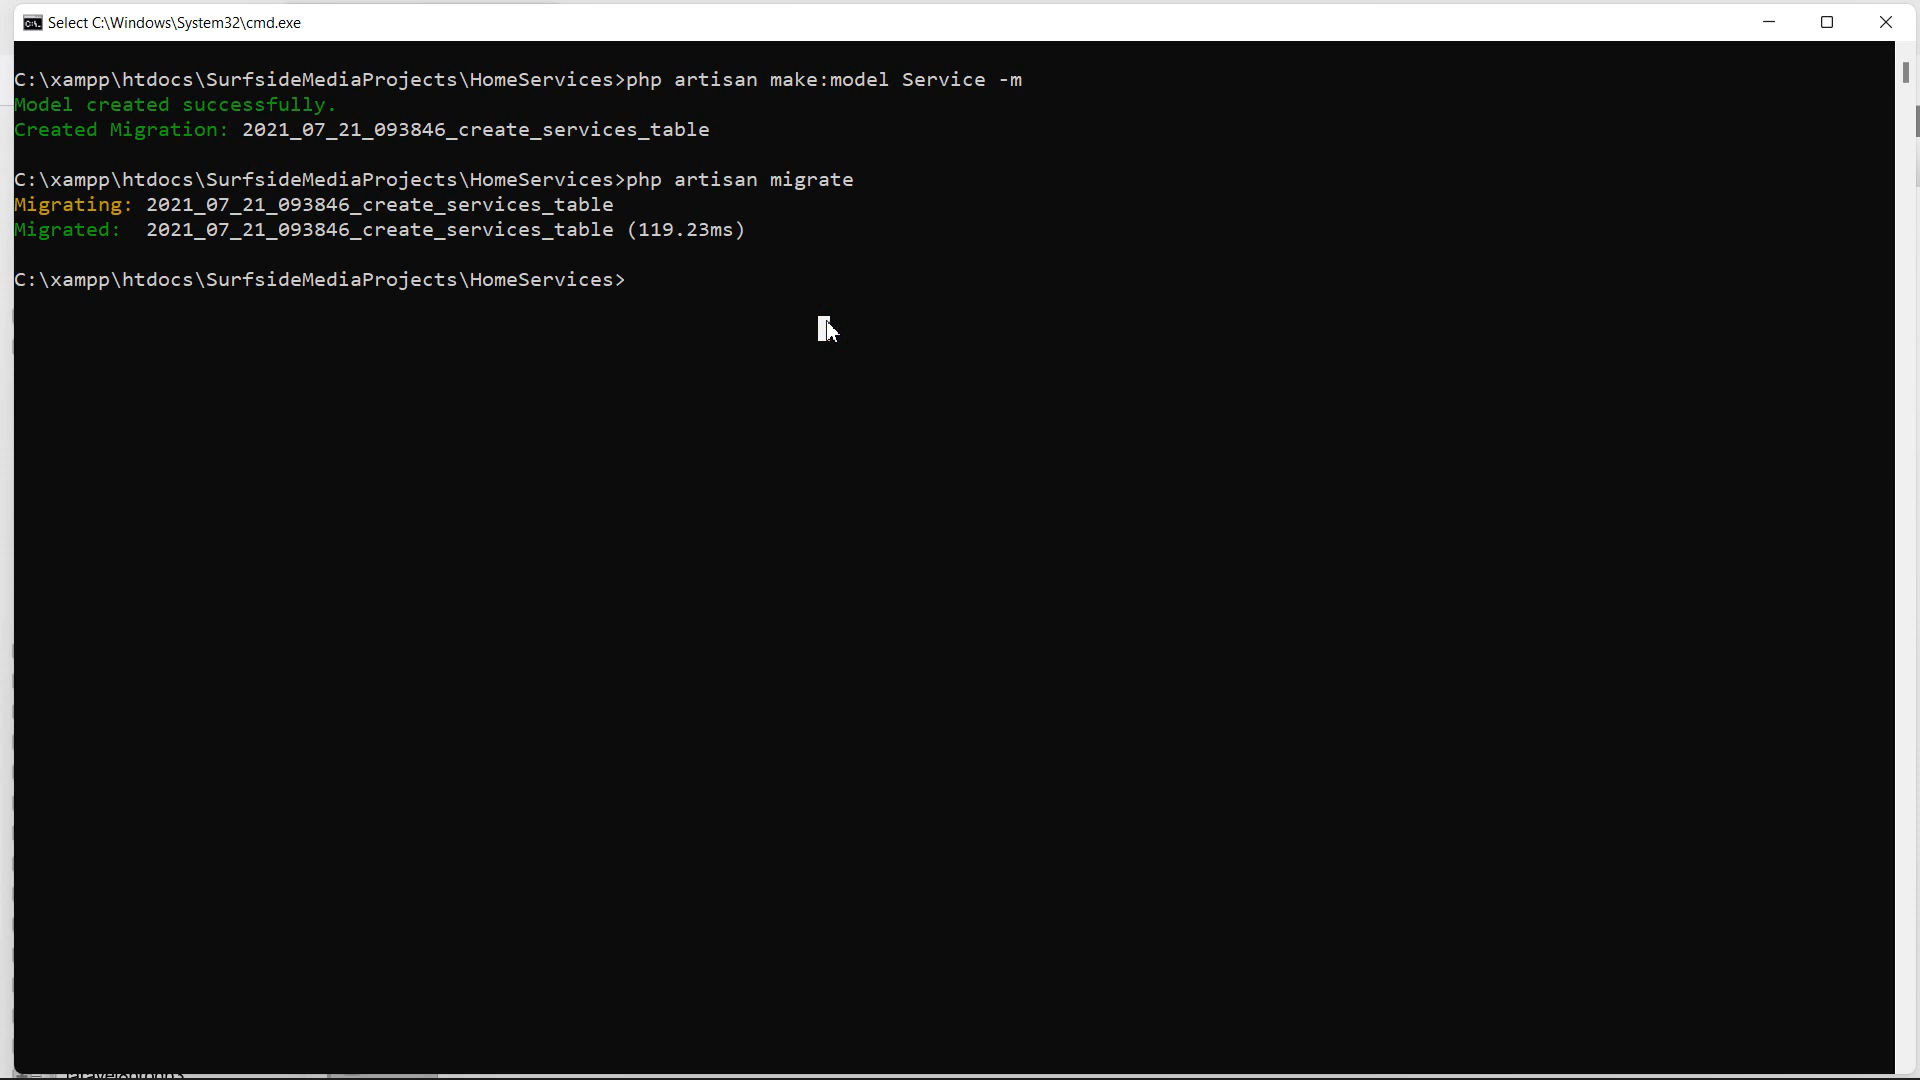 Select C:\Windows\System32\cmd.exe
C:\xampp\htdocs\SurfsideMediaProjects\HomeServices>php artisan make:model Service -m
Model created successfully.
Created Migration: 2021_07_21_093846_create_services_table
C:\xampp\htdocs\SurfsideMediaProjects\HomeServices>php artisan migrate
Migrating: 2021_07_21_093846_create_services_table
Migrated:  2021_07_21_093846_create_services_table (119.23ms)
C:\xampp\htdocs\SurfsideMediaProjects\HomeServices>